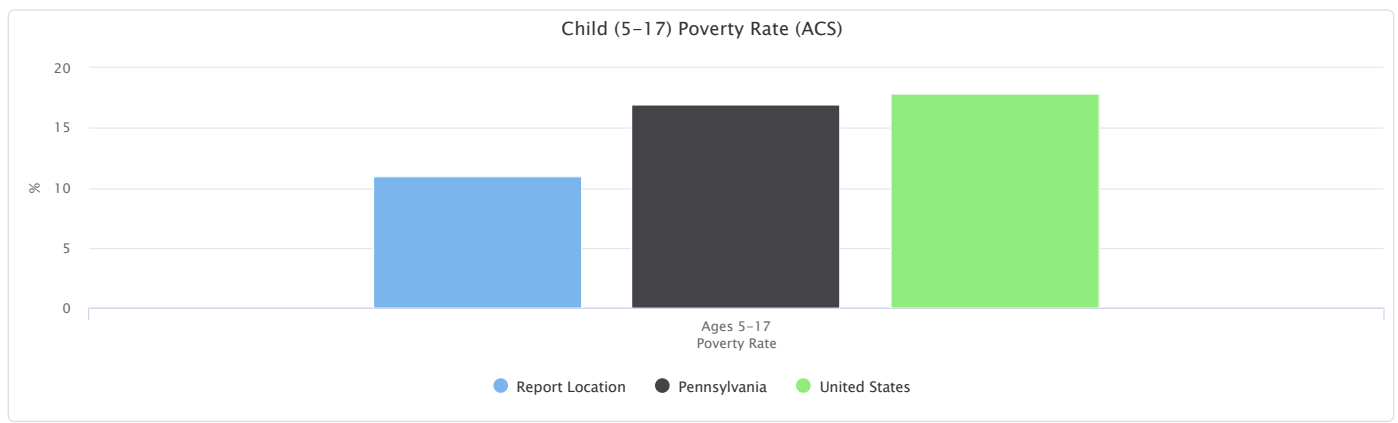 Child (5-17) Poverty Rate (ACS)
20
15
10
5
0
%
Ages 5-17
Poverty Rate
Report Location
Pennsylvania
United States